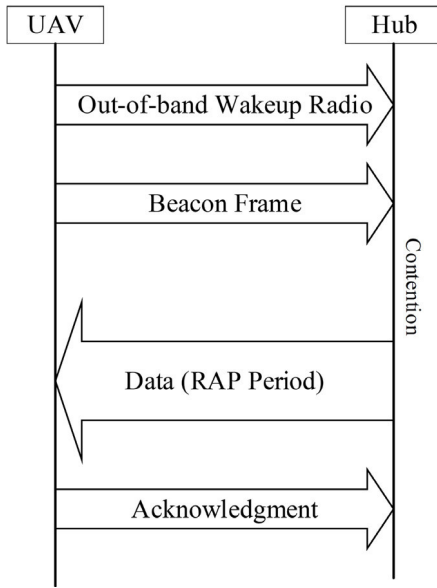 UAV
Hub
Out-of-band Wakeup Radio
Beacon Frame
Contention
Data (RAP Period)
Acknowledgment